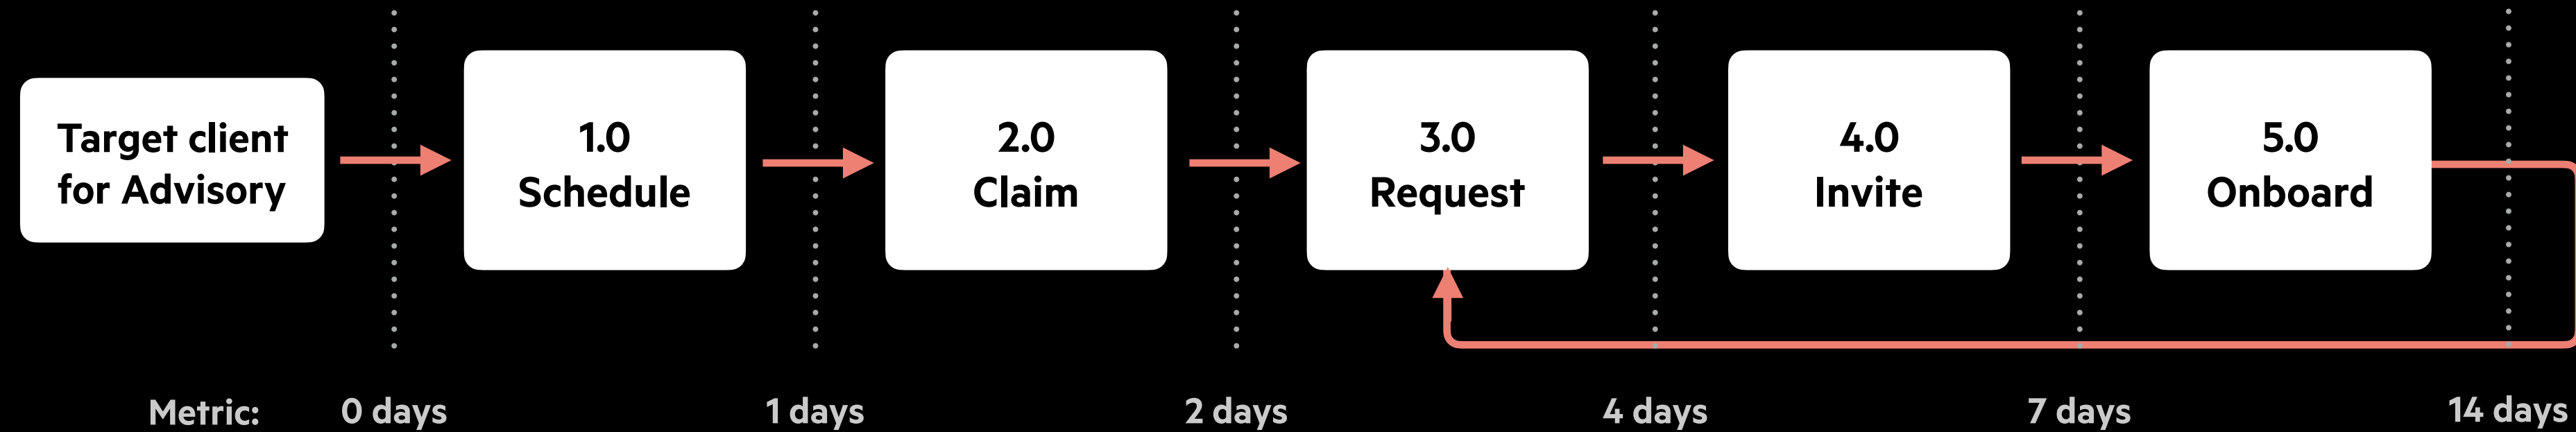 Target client
for Advisory
1.0
Schedule
2.0
Claim
3.0
Request
4.0
Invite
5.0
Onboard
Metric:
0 days
1 days
2 days
4 days
7 days
14 days